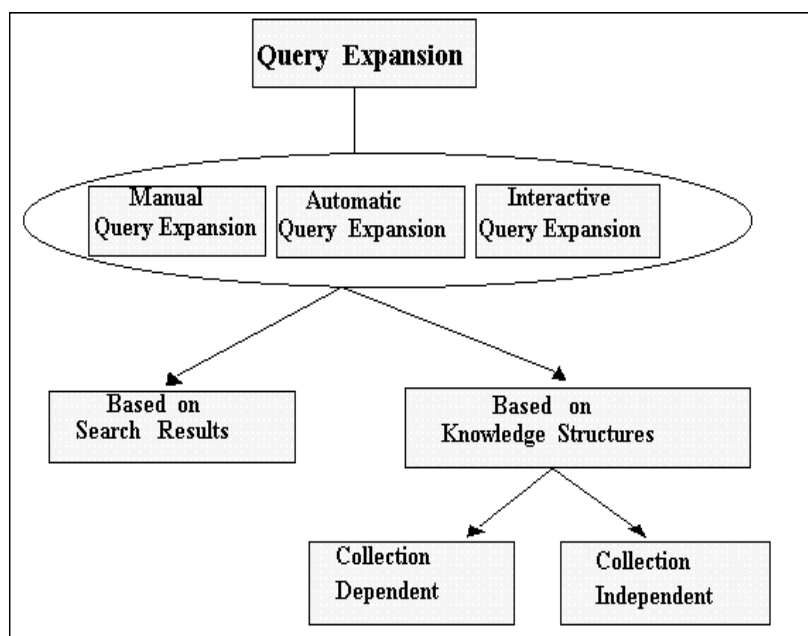 Query Expansion
Manual
Query Expansion
Automatic
Query Expansion
Interactive
Query Expansion
Based on
Search Results
Based on
Knowledge Structures
Collection
Dependent
Collection
Independent